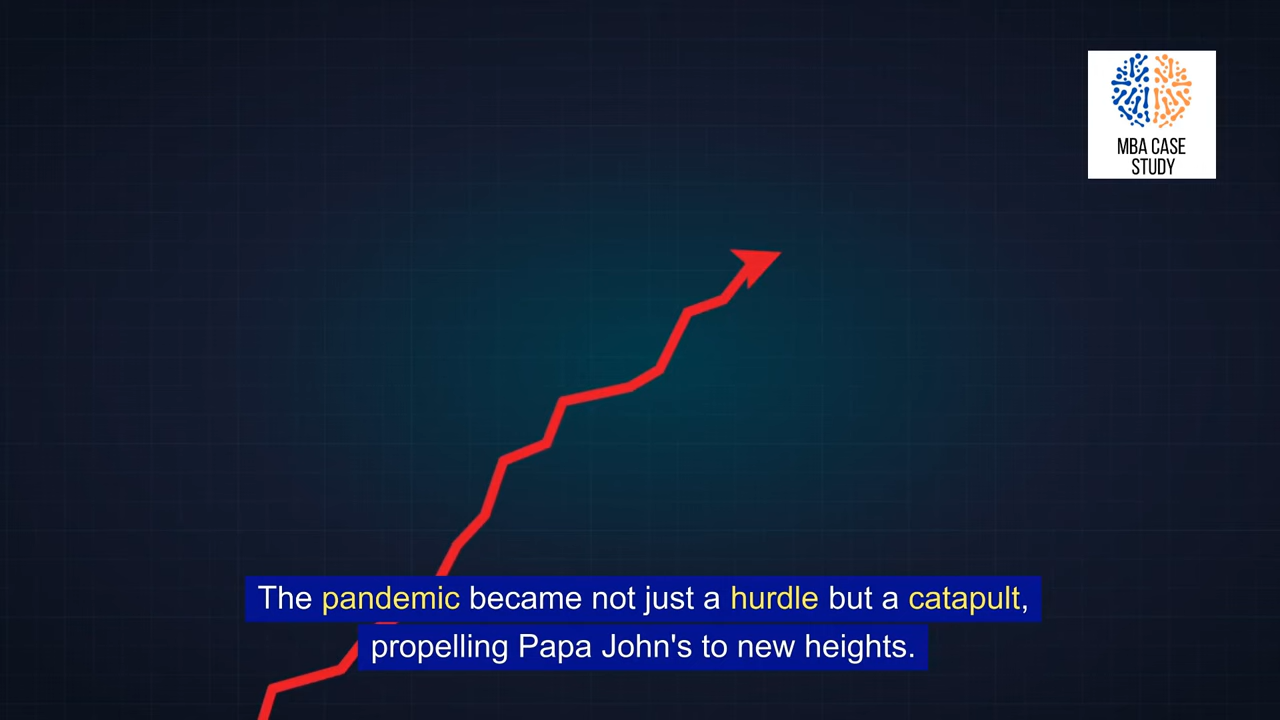 MBA CASE
STUDY
The pandemic became not just a hurdle but a catapult,
propelling Papa John's to new heights.